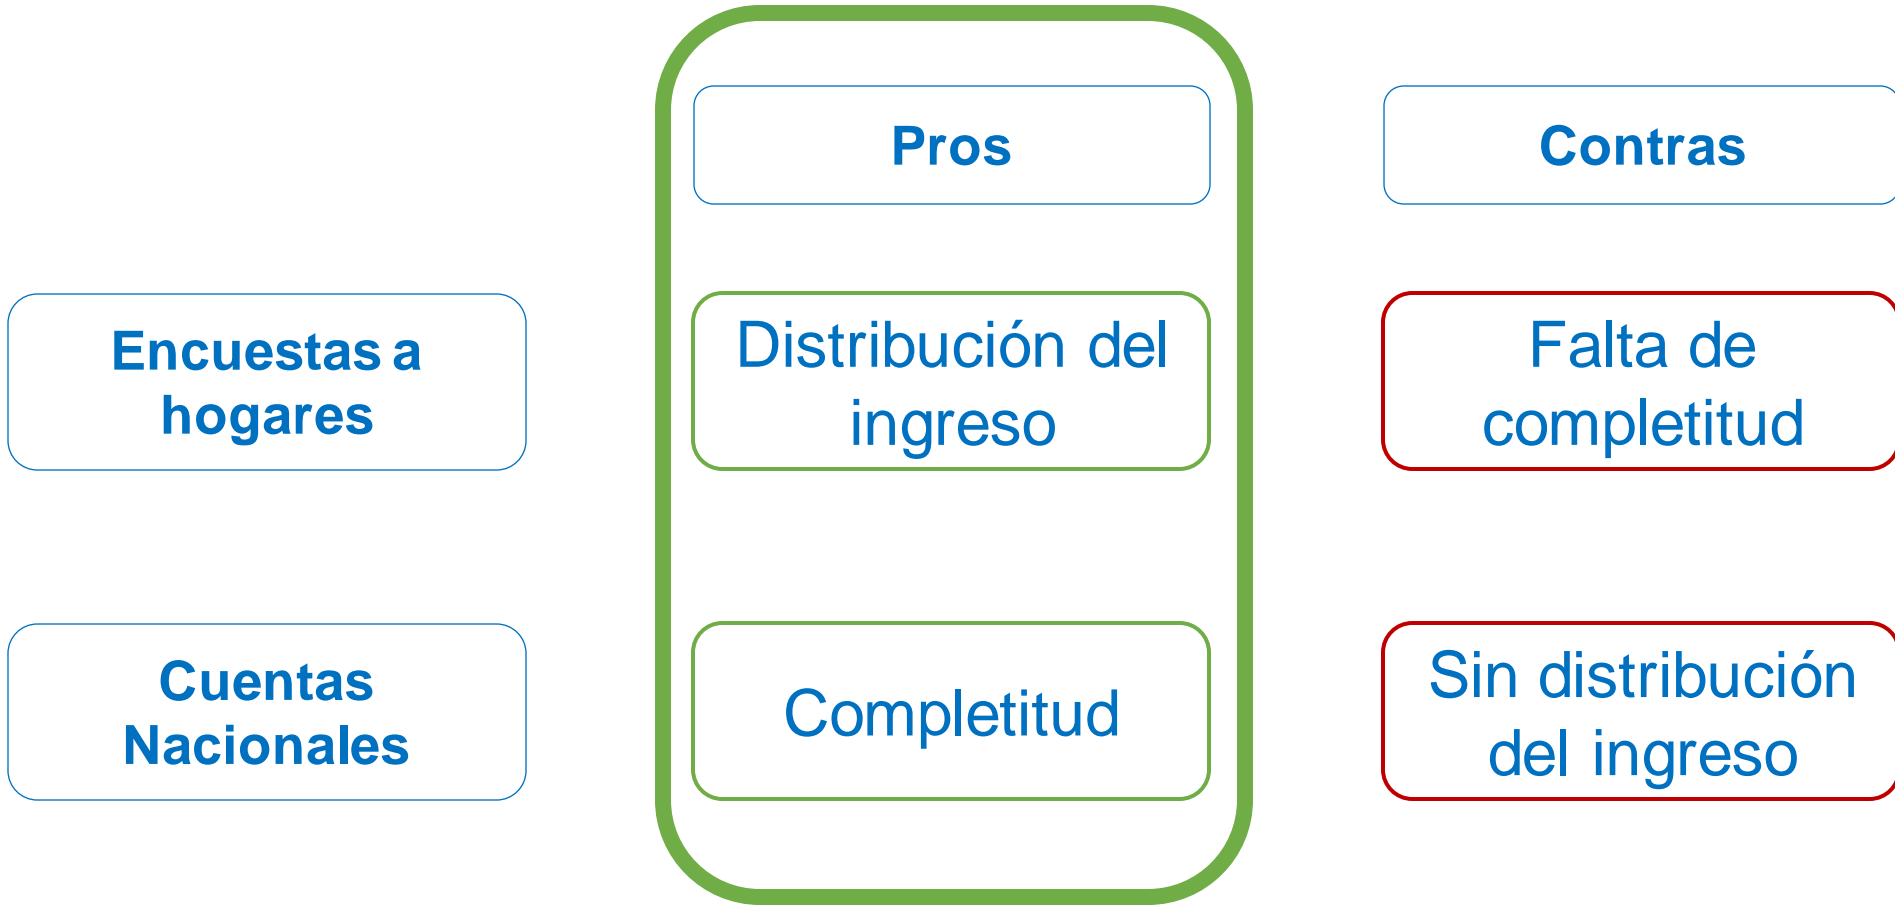 Pros
Contras
Encuestas a
hogares
Distribución del
ingreso
Falta de
completitud
Cuentas
Nacionales
Completitud
Sin distribución
del ingreso